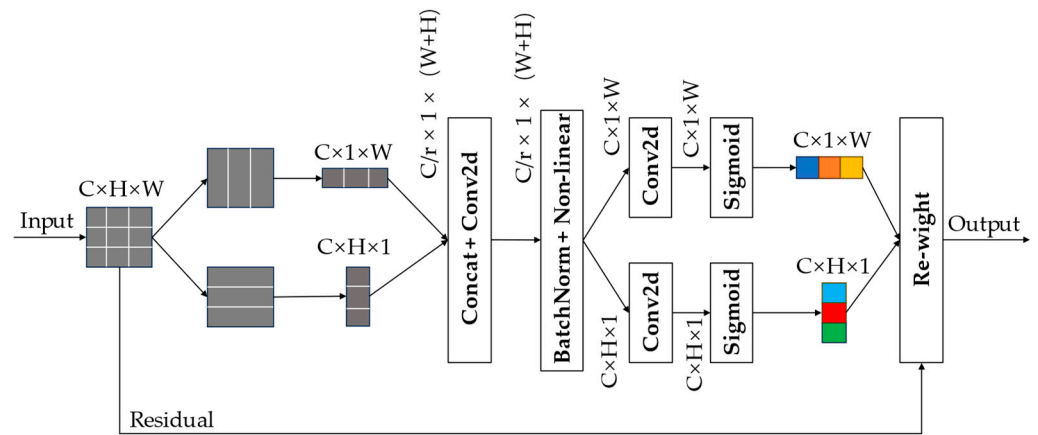 Input
C×H×W
C×1×W
C×H×1
C/r × 1 × (W+H)
Concat+ Conv2d
C/r × 1 × (W+H)
BatchNorm+ Non-linear
C×1×W
Conv2d
C×1×W
Sigmoid
C×1×W
C×H×1
Conv2d
C×H×1
Sigmoid
C×H×1
Re-wight
Output
Residual